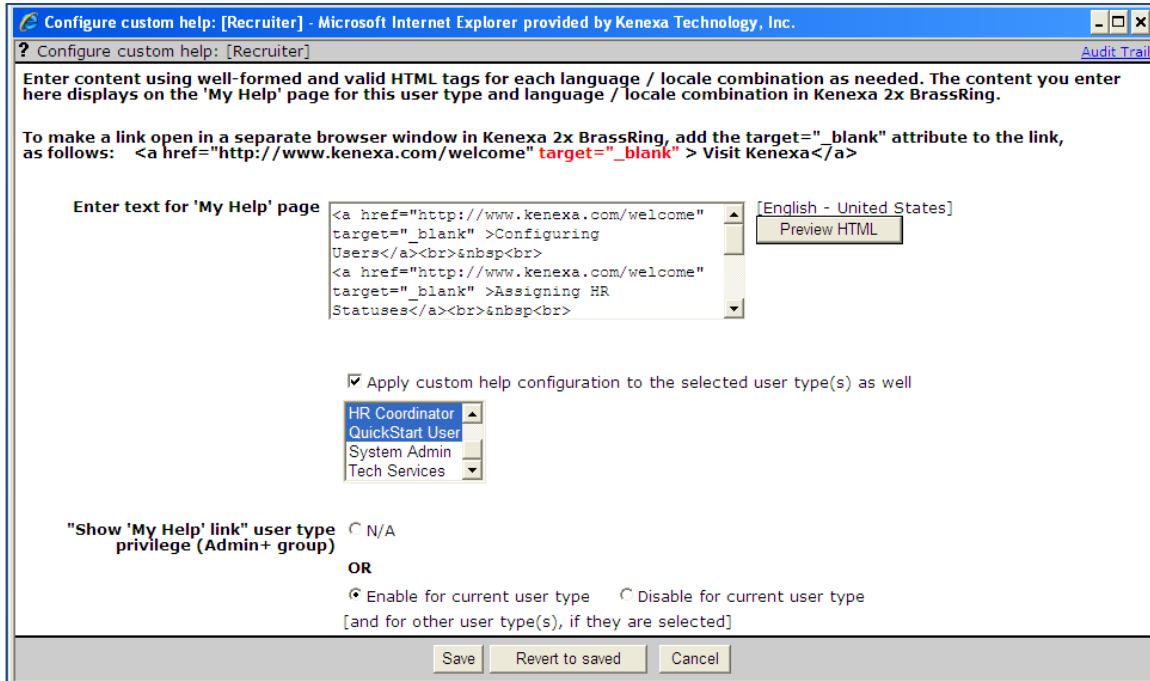 Configure custom help: [Recruiter] - Microsoft Internet Explorer provided by Kenexa Technology, Inc.
? Configure custom help: [Recruiter] Audit Trail
Enter content using well-formed and valid HTML tags for each language / locale combination as needed. The content you enter
here displays on the 'My Help' page for this user type and language / locale combination in Kenexa 2x BrassRing.
To make a link open in a separate browser window in Kenexa 2x BrassRing, add the target="_blank" attribute to the link,
as follows: <a href="http://www.kenexa.com/welcome" target="_blank" > Visit Kenexa</a>
Enter text for 'My Help' page
<a href="http://www.kenexa.com/welcome"
target="_blank" >Configuring
Users</a><br>&nbsp<br>
<a href="http://www.kenexa.com/welcome"
target="_blank" >Assigning HR
Statuses</a><br>&nbsp<br>
[English - United States]
Preview HTML
Apply custom help configuration to the selected user type(s) as well
HR Coordinator
QuickStart User
System Admin
Tech Services
"Show 'My Help' link" user type
privilege (Admin+ group)
N/A
OR
Enable for current user type Disable for current user type
[and for other user type(s), if they are selected]
Save Revert to saved Cancel